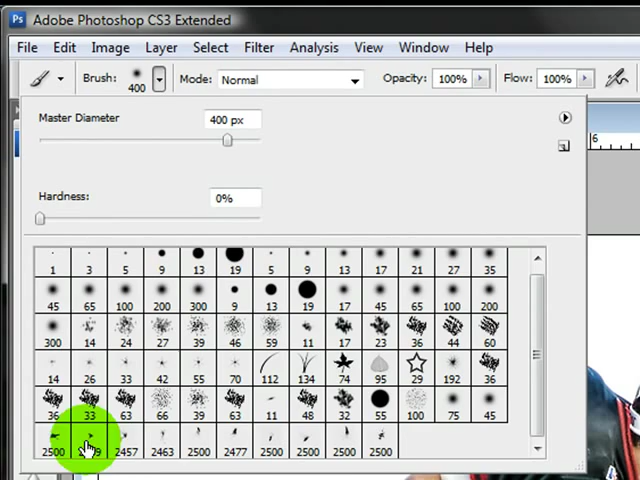 Ps Adobe Photoshop CS3 Extended
File Edit Image Layer Select Filter Analysis View Window Help
Brush: 400 Mode: Normal Opacity: 100% Flow: 100%
Master Diameter 400 px
6
Hardness: 0%
1 3 5 9 13 19 5 9 13 17 21 27 35
45 65 100 200 300 9 13 19 17 45 65 100 200
300 14 24 27 39 46 59 11 17 23 36 44 60
14 26 33 42 55 70 112 134 74 95 29 192 36
36 33 63 66 39 63 11 48 32 55 100 75 45
2500 2457 2463 2500 2477 2500 2500 2500 2500